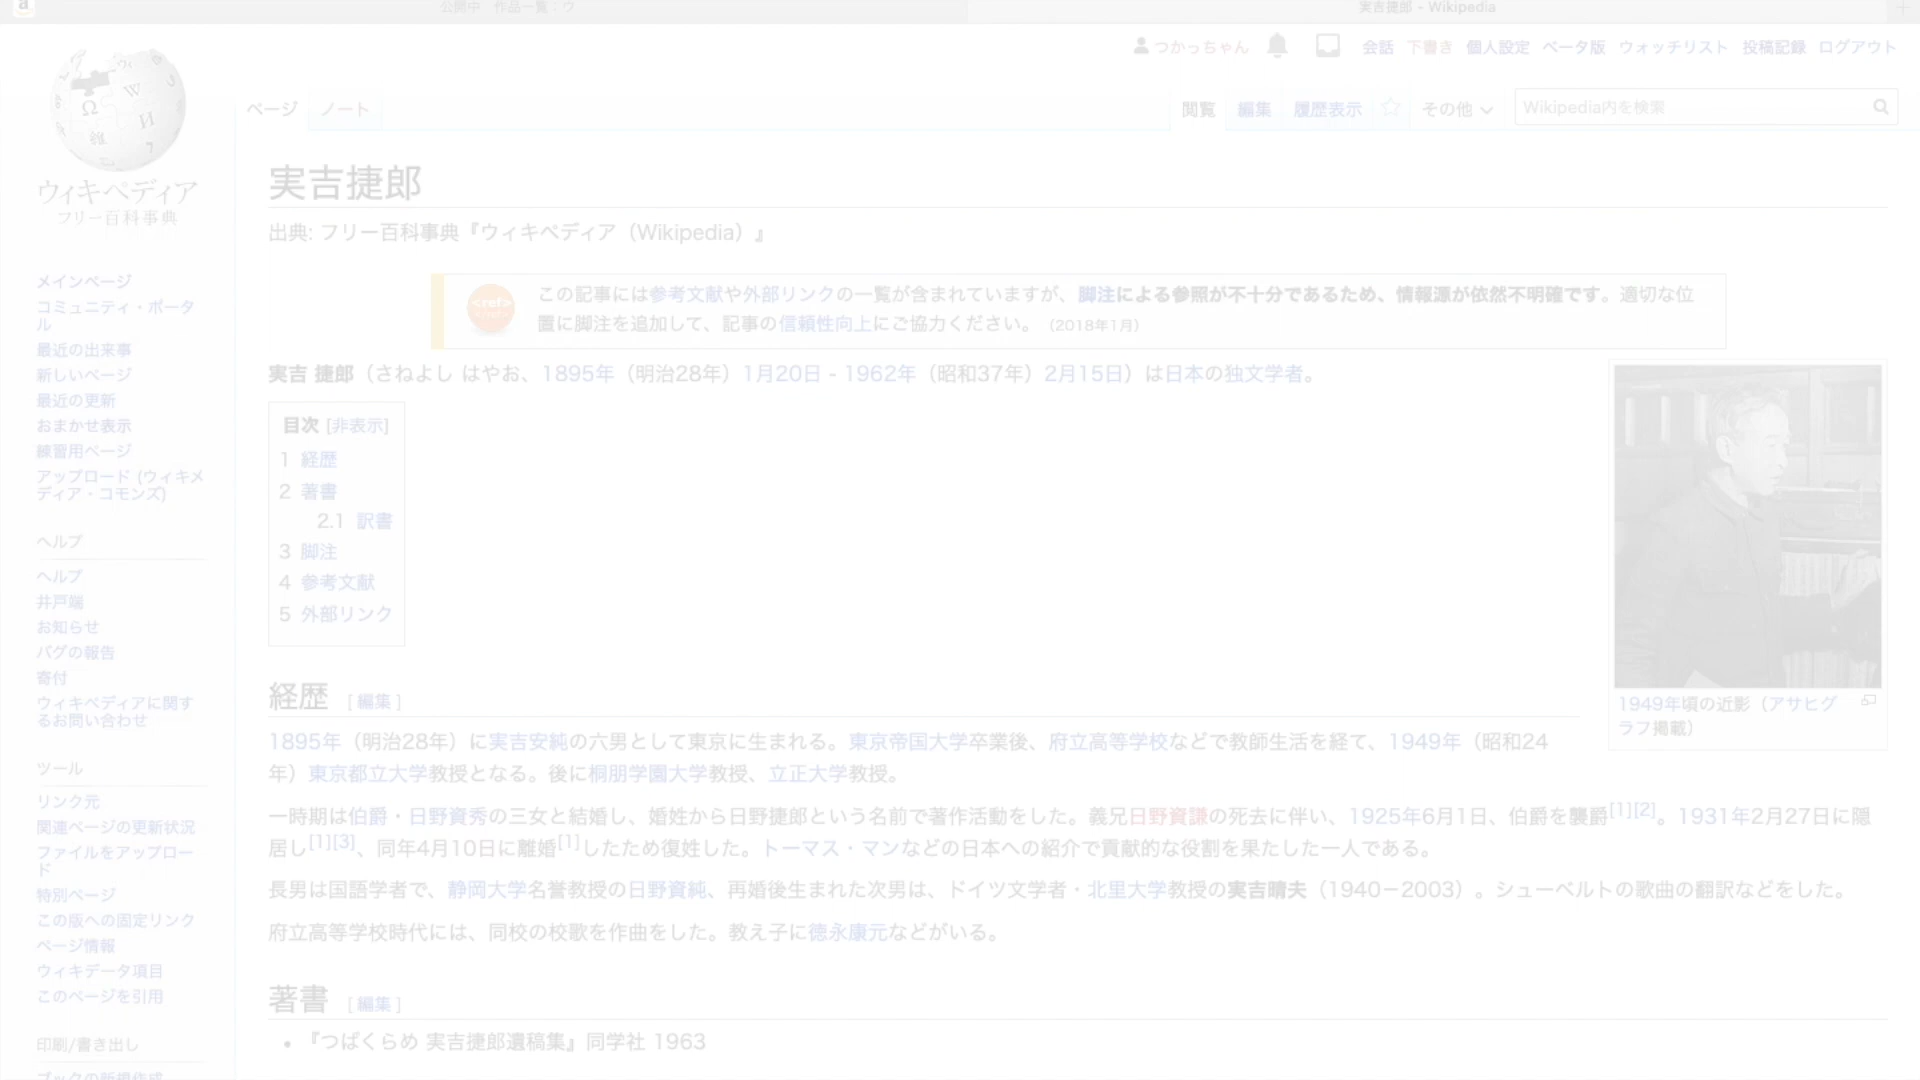 公開中 作品一覧：ウ
実吉捷郎 - Wikipedia
つかっちゃん
会話 下書き 個人設定 ベータ版 ウォッチリスト 投稿記録 ログアウト
ページ ノート
閲覧 編集 履歴表示 その他 Wikipedia内を検索
ウィキペディア
フリー百科事典
メインページ
コミュニティ・ポータ
ル
最近の出来事
新しいページ
最近の更新
おまかせ表示
練習用ページ
アップロード (ウィキメ
ディア・コモンズ)
ヘルプ
ヘルプ
井戸端
お知らせ
バグの報告
寄付
ウィキペディアに関す
るお問い合わせ
ツール
リンク元
関連ページの更新状況
ファイルをアップロー
ド
特別ページ
この版への固定リンク
ページ情報
ウィキデータ項目
このページを引用
印刷/書き出し
ブックの新規作成
実吉捷郎
出典: フリー百科事典『ウィキペディア（Wikipedia）』
<ref>
この記事には参考文献や外部リンクの一覧が含まれていますが、脚注による参照が不十分であるため、情報源が依然不明確です。適切な位
置に脚注を追加して、記事の信頼性向上にご協力ください。（2018年1月）
実吉 捷郎（さねよし はやお、1895年（明治28年）1月20日 - 1962年（昭和37年）2月15日）は日本の独文学者。
目次 [非表示]
1 経歴
2 著書
2.1 訳書
3 脚注
4 参考文献
5 外部リンク
1949年頃の近影（アサヒグ
ラフ掲載）
経歴 [ 編集 ]
1895年（明治28年）に実吉安純の六男として東京に生まれる。東京帝国大学卒業後、府立高等学校などで教師生活を経て、1949年（昭和24
年）東京都立大学教授となる。後に桐朋学園大学教授、立正大学教授。
一時期は伯爵・日野資秀の三女と結婚し、婚姓から日野捷郎という名前で著作活動をした。義兄日野資謙の死去に伴い、1925年6月1日、伯爵を襲爵[1][2]。1931年2月27日に隠
居し[1][3]、同年4月10日に離婚[1]したため復姓した。トーマス・マンなどの日本への紹介で貢献的な役割を果たした一人である。
長男は国語学者で、静岡大学名誉教授の日野資純、再婚後生まれた次男は、ドイツ文学者・北里大学教授の実吉晴夫（1940－2003）。シューベルトの歌曲の翻訳などをした。
府立高等学校時代には、同校の校歌を作曲をした。教え子に徳永康元などがいる。
著書 [ 編集 ]
• 『つばくらめ 実吉捷郎遺稿集』同学社 1963